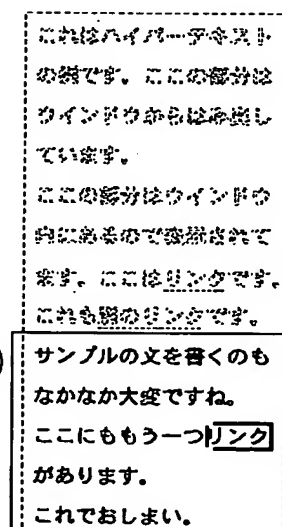 これはハイパーテキスト
の例です。ここの部分は
ウインドウからはみ出し
ています。
ここの部分はウインドウ
内にあるので表示されて
ます。ここはリンクです。
これも別のリンクです。
サンプルの文を書くのも
なかなか大変ですね。
ここにももう一つリンク
があります。
これでおしまい。